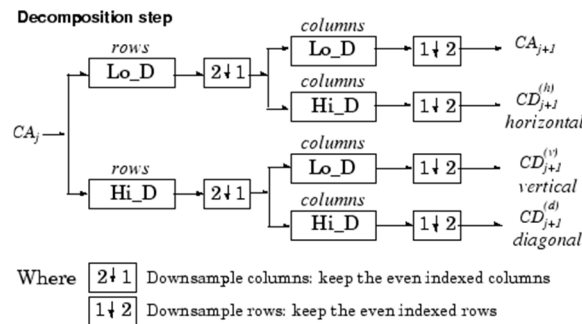 Decomposition step
rows
Lo_D
2↓1
columns
Lo_D
1↓2
CA_{j+1}
columns
Hi_D
1↓2
CD_{j+1}^{(h)}
horizontal
CA_j
rows
Hi_D
2↓1
columns
Lo_D
1↓2
CD_{j+1}^{(v)}
vertical
columns
Hi_D
1↓2
CD_{j+1}^{(d)}
diagonal
Where 2↓1 Downsample columns: keep the even indexed columns
1↓2 Downsample rows: keep the even indexed rows